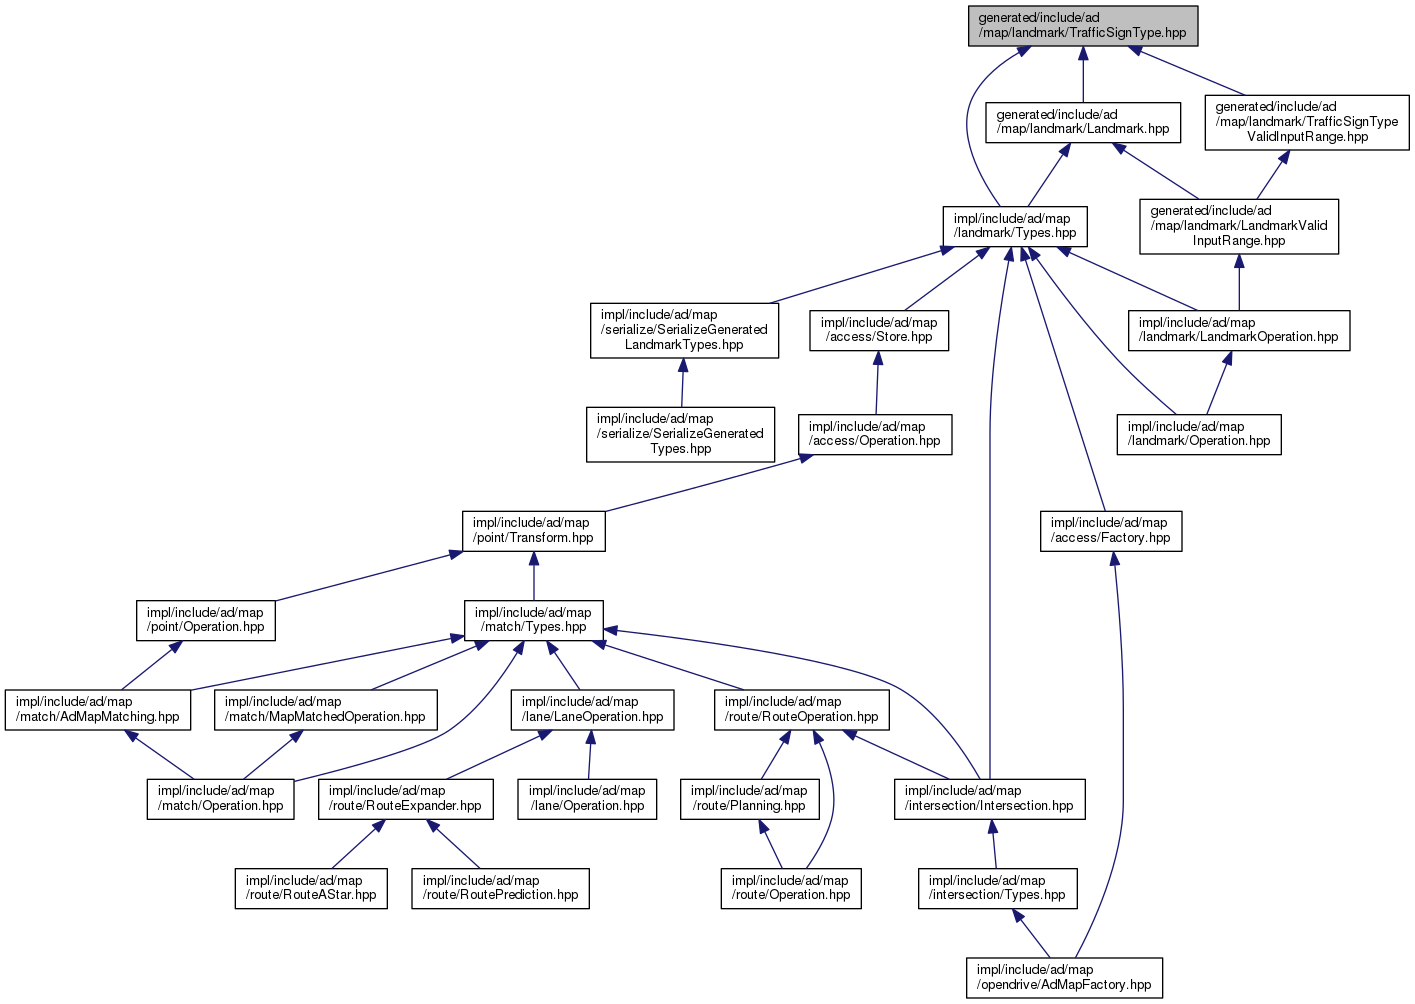 generated/include/ad
/map/landmark/TrafficSignType.hpp
generated/include/ad
/map/landmark/Landmark.hpp
generated/include/ad
/map/landmark/TrafficSignType
ValidInputRange.hpp
impl/include/ad/map
/landmark/Types.hpp
generated/include/ad
/map/landmark/LandmarkValid
InputRange.hpp
impl/include/ad/map
/serialize/SerializeGenerated
LandmarkTypes.hpp
impl/include/ad/map
/access/Store.hpp
impl/include/ad/map
/landmark/LandmarkOperation.hpp
impl/include/ad/map
/serialize/SerializeGenerated
Types.hpp
impl/include/ad/map
/access/Operation.hpp
impl/include/ad/map
/landmark/Operation.hpp
impl/include/ad/map
/point/Transform.hpp
impl/include/ad/map
/access/Factory.hpp
impl/include/ad/map
/point/Operation.hpp
impl/include/ad/map
/match/Types.hpp
impl/include/ad/map
/match/AdMapMatching.hpp
impl/include/ad/map
/match/MapMatchedOperation.hpp
impl/include/ad/map
/lane/LaneOperation.hpp
impl/include/ad/map
/route/RouteOperation.hpp
impl/include/ad/map
/match/Operation.hpp
impl/include/ad/map
/route/RouteExpander.hpp
impl/include/ad/map
/lane/Operation.hpp
impl/include/ad/map
/route/Planning.hpp
impl/include/ad/map
/intersection/Intersection.hpp
impl/include/ad/map
/route/RouteAStar.hpp
impl/include/ad/map
/route/RoutePrediction.hpp
impl/include/ad/map
/route/Operation.hpp
impl/include/ad/map
/intersection/Types.hpp
impl/include/ad/map
/opendrive/AdMapFactory.hpp